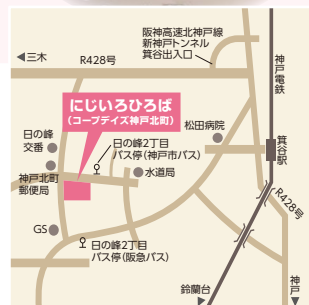 阪神高速北神戸線
新神戸トンネル
箕谷出入口
三木
R428号
神戸電鉄
にじいろひろば
(コープデイズ神戸北町)
日の峰
交番
日の峰2丁目
バス停(神戸市バス)
松田病院
箕谷駅
神戸北町
郵便局
水道局
R428号
GS
日の峰2丁目
バス停(阪急バス)
鈴蘭台
神戸